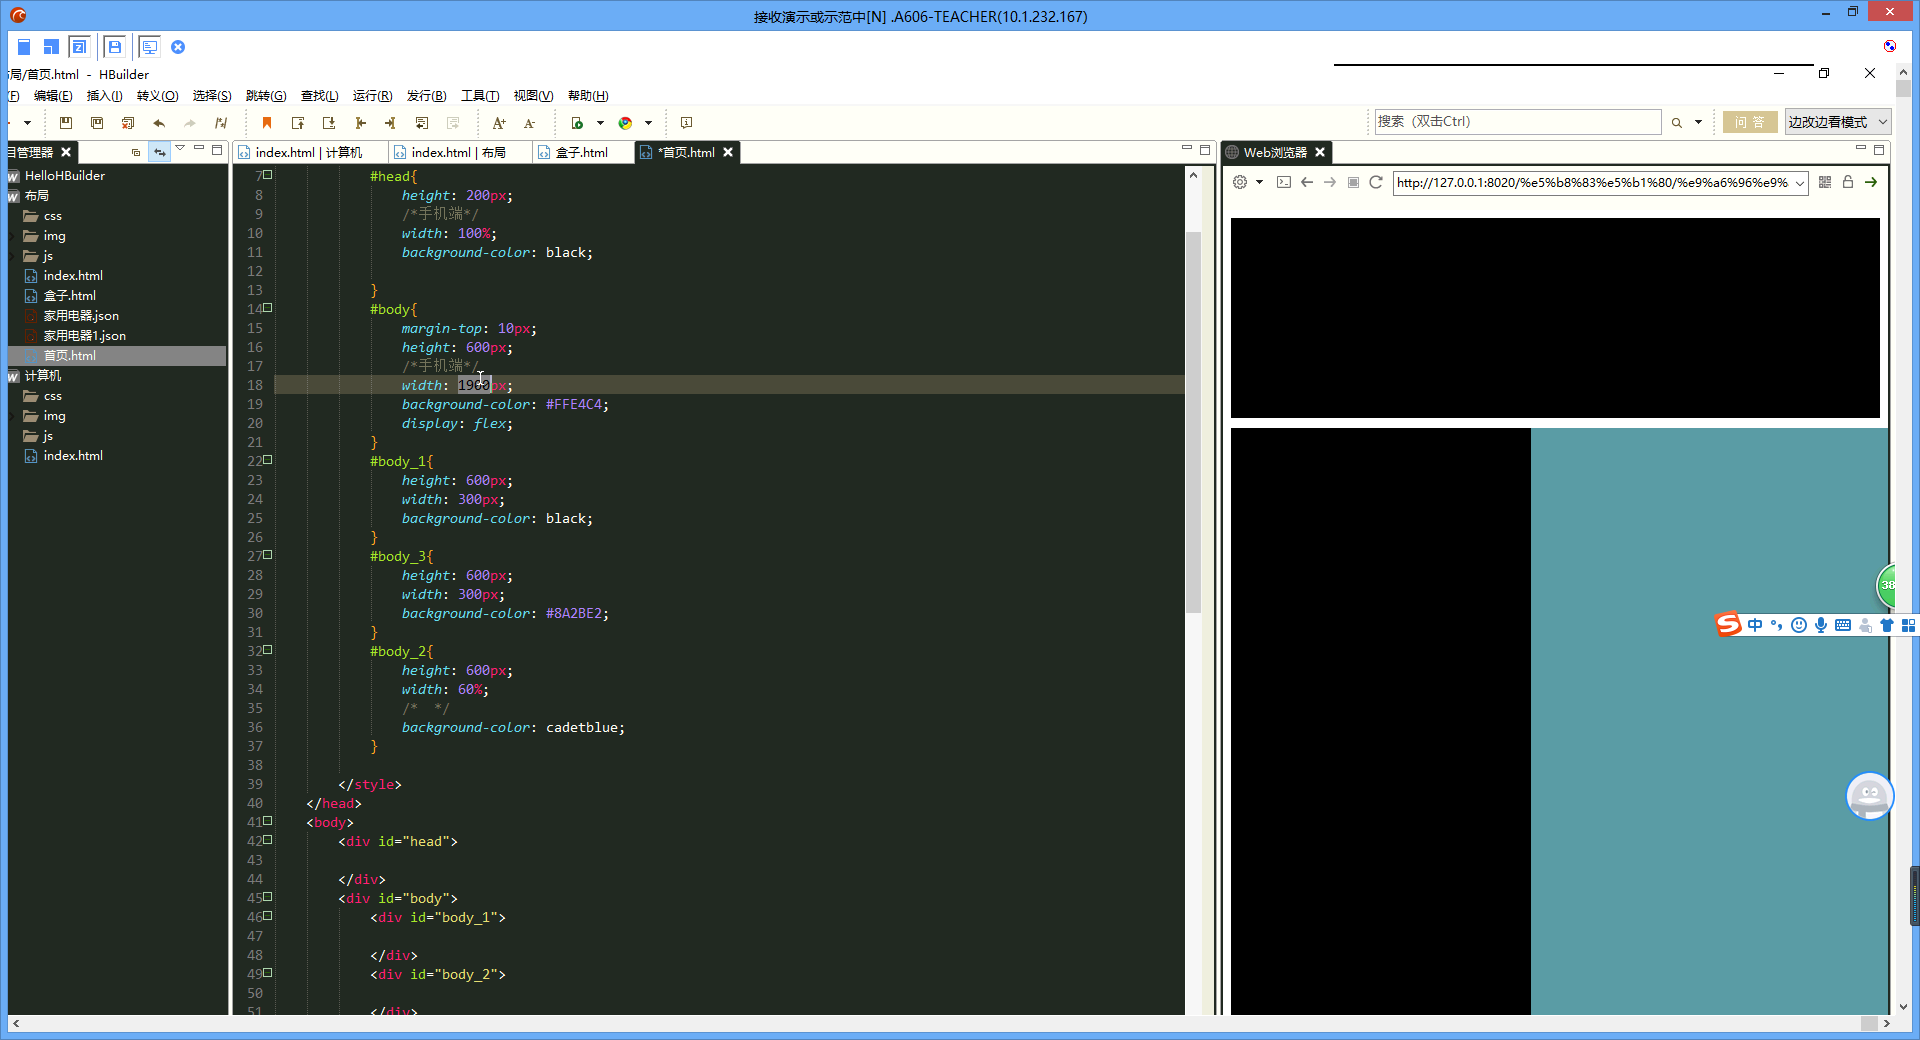 接收演示或示范中[N] .A606-TEACHER(10.1.232.167)
局/首页.html - HBuilder
(F) 编辑(E) 插入(I) 转义(O) 选择(S) 跳转(G) 查找(L) 运行(R) 发行(B) 工具(T) 视图(V) 帮助(H)
搜索（双击Ctrl） 问 答 边改边看模式
目管理器 index.html | 计算机 index.html | 布局 盒子.html *首页.html Web浏览器
http://127.0.0.1:8020/%e5%b8%83%e5%b1%80/%e9%a6%96%e9%
HelloHBuilder
布局
css
img
js
index.html
盒子.html
家用电器.json
家用电器1.json
首页.html
计算机
css
img
js
index.html
7 #head{
8 height: 200px;
9 /*手机端*/
10 width: 100%;
11 background-color: black;
12
13 }
14 #body{
15 margin-top: 10px;
16 height: 600px;
17 /*手机端*/
18 width: 1900px;
19 background-color: #FFE4C4;
20 display: flex;
21 }
22 #body_1{
23 height: 600px;
24 width: 300px;
25 background-color: black;
26 }
27 #body_3{
28 height: 600px;
29 width: 300px;
30 background-color: #8A2BE2;
31 }
32 #body_2{
33 height: 600px;
34 width: 60%;
35 /* */
36 background-color: cadetblue;
37 }
38
39 </style>
40 </head>
41 <body>
42 <div id="head">
43
44 </div>
45 <div id="body">
46 <div id="body_1">
47
48 </div>
49 <div id="body_2">
50
51 </div>
38
中